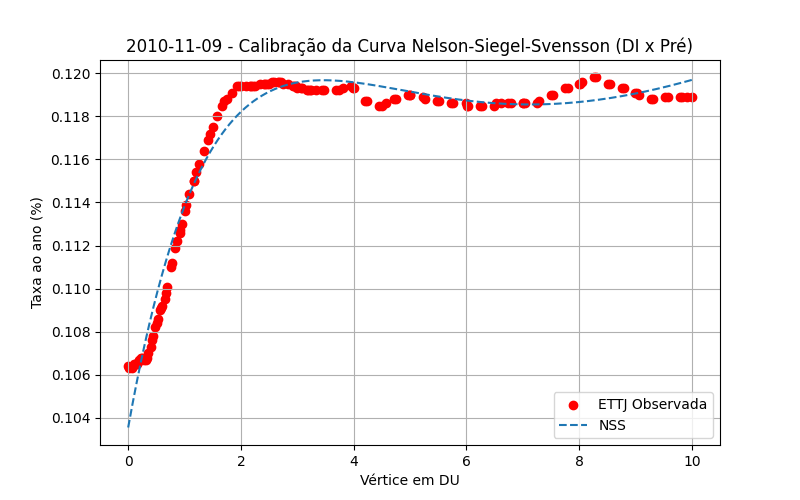 2010-11-09 - Calibração da Curva Nelson-Siegel-Svensson (DI x Pré)
Taxa ao ano (%)
0.120
0.118
0.116
0.114
0.112
0.110
0.108
0.106
0.104
ETTJ Observada
NSS
0 2 4 6 8 10
Vértice em DU